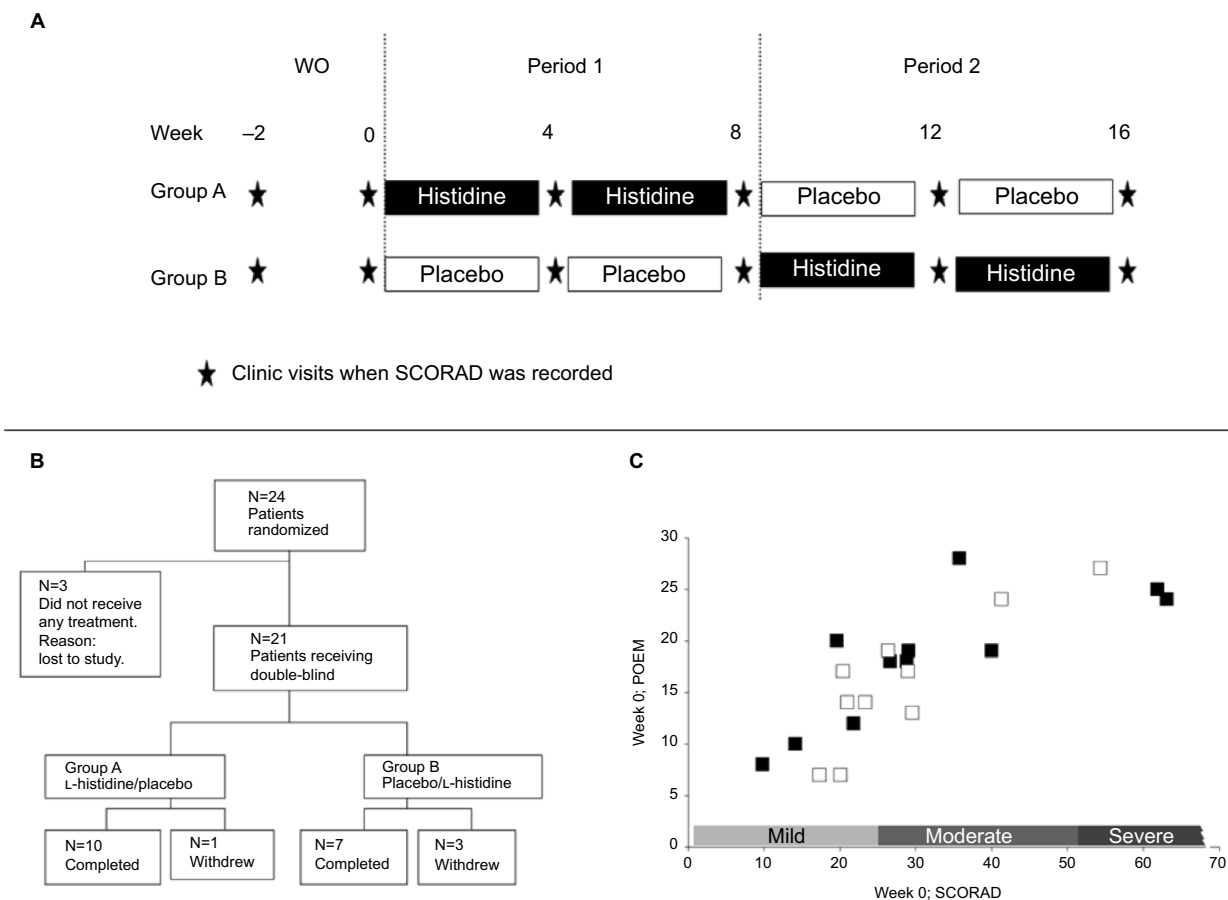 A
WO Period 1 Period 2
Week –2 0 4 8 12 16
Group A Histidine Histidine Placebo Placebo
Group B Placebo Placebo Histidine Histidine
Clinic visits when SCORAD was recorded
B
N=24
Patients
randomized
N=3
Did not receive
any treatment.
Reason:
lost to study.
N=21
Patients receiving
double-blind
Group A
ʟ-histidine/placebo
Group B
Placebo/ʟ-histidine
N=10
Completed
N=1
Withdrew
N=7
Completed
N=3
Withdrew
C
Week 0; POEM
30
25
20
15
10
5
0
Mild Moderate Severe
0 10 20 30 40 50 60 70
Week 0; SCORAD